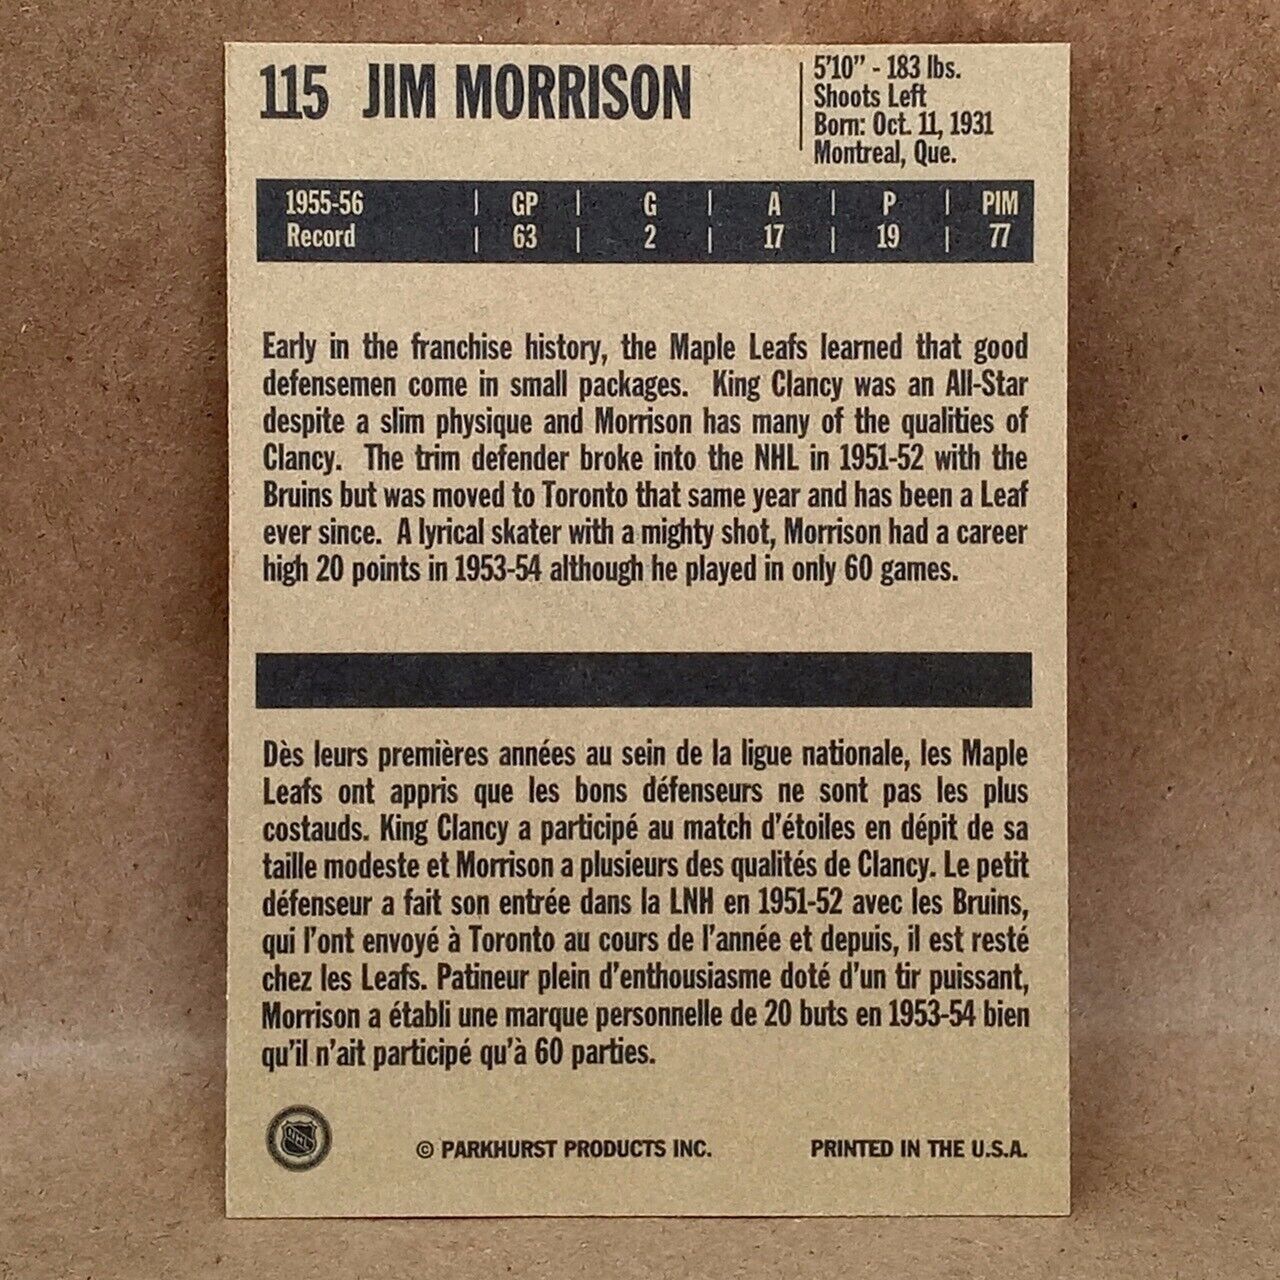 115 JIM MORRISON
5'10" - 183 lbs.
Shoots Left
Born: Oct. 11, 1931
Montreal, Que.
1955-56 | GP | G | A | P | PIM
Record | 63 | 2 | 17 | 19 | 77
Early in the franchise history, the Maple Leafs learned that good
defensemen come in small packages. King Clancy was an All-Star
despite a slim physique and Morrison has many of the qualities of
Clancy. The trim defender broke into the NHL in 1951-52 with the
Bruins but was moved to Toronto that same year and has been a Leaf
ever since. A lyrical skater with a mighty shot, Morrison had a career
high 20 points in 1953-54 although he played in only 60 games.
Dès leurs premières années au sein de la ligue nationale, les Maple
Leafs ont appris que les bons défenseurs ne sont pas les plus
costauds. King Clancy a participé au match d'étoiles en dépit de sa
taille modeste et Morrison a plusieurs des qualités de Clancy. Le petit
défenseur a fait son entrée dans la LNH en 1951-52 avec les Bruins,
qui l'ont envoyé à Toronto au cours de l'année et depuis, il est resté
chez les Leafs. Patineur plein d'enthousiasme doté d'un tir puissant,
Morrison a établi une marque personnelle de 20 buts en 1953-54 bien
qu'il n'ait participé qu'à 60 parties.
NHL
© PARKHURST PRODUCTS INC.
PRINTED IN THE U.S.A.